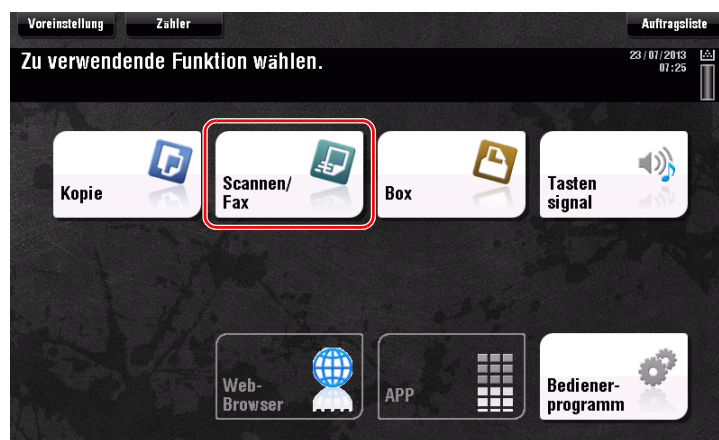 Voreinstellung Zähler Auftragsliste
Zu verwendende Funktion wählen.
23/07/2013
07:25
Kopie
Scannen/
Fax
Box
Tasten
signal
Web-
Browser
APP
Bediener-
programm